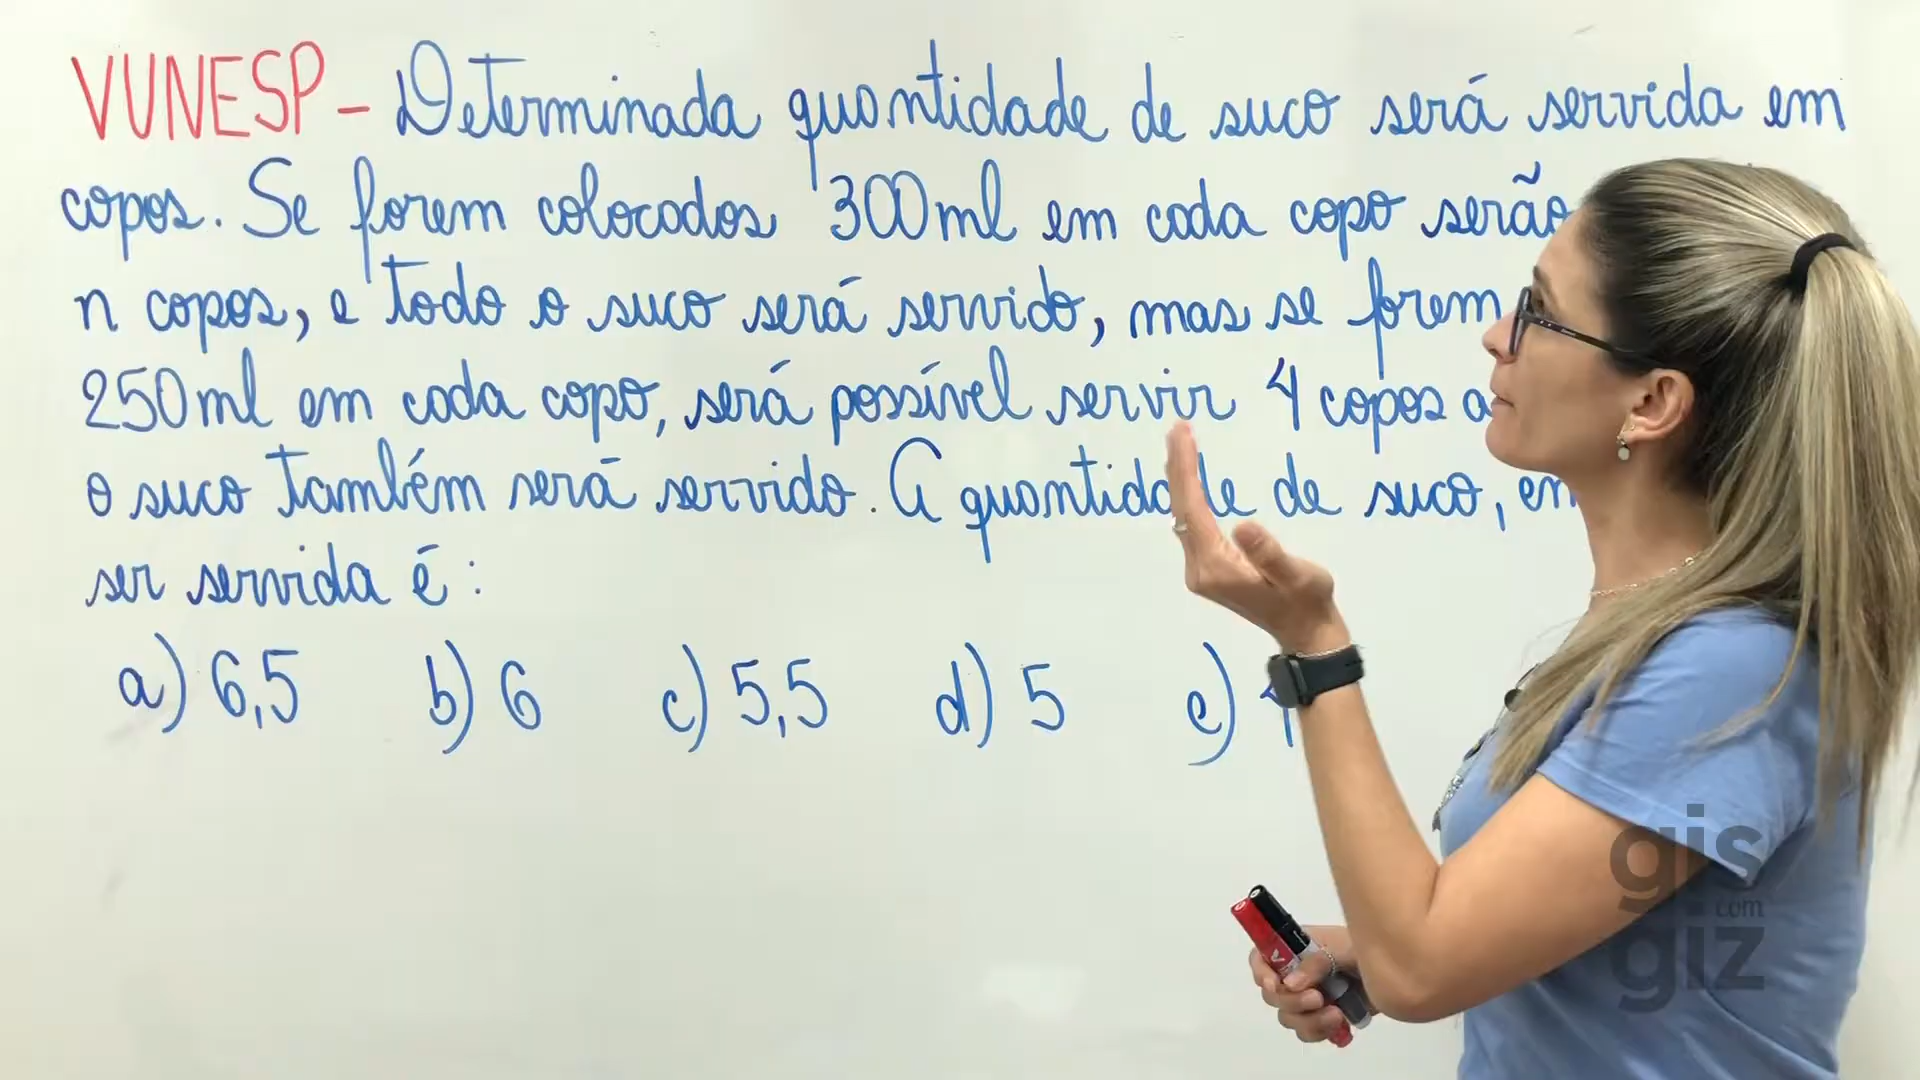 VUNESP - Determinada quantidade de suco será servida em
copos. Se forem colocados 300ml em cada copo serão
n copos, e todo o suco será servido, mas se forem
250ml em cada copo, será possível servir 4 copos a
o suco também será servido. A quantidade de suco, em
ser servida é:
a) 6,5 b) 6 c) 5,5 d) 5 e)
gis
com
giz